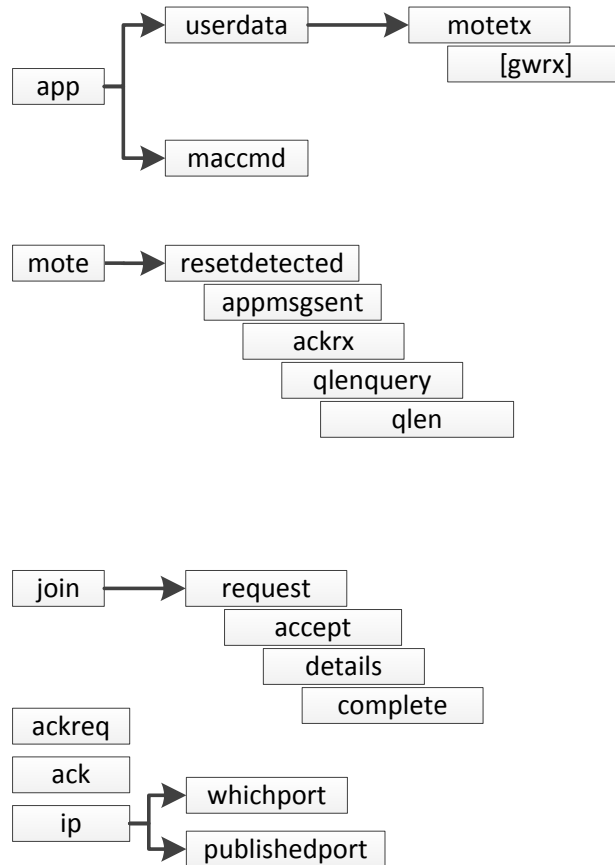 userdata
motetx
[gwrx]
app
maccmd
mote
resetdetected
appmsgsent
ackrx
qlenquery
qlen
join
request
accept
details
complete
ackreq
ack
whichport
ip
publishedport